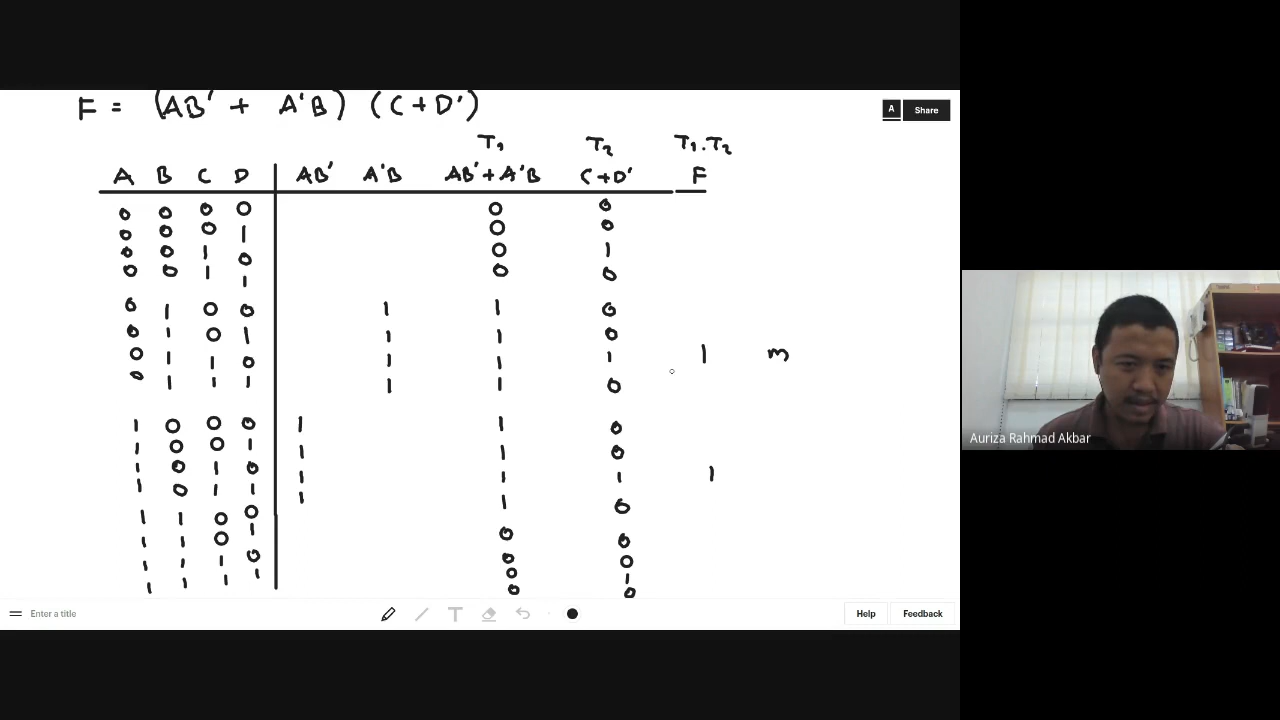 F = (AB' + A'B) (C+D')
A Share
T₁ T₂ T₁.T₂
A B C D AB' A'B AB'+A'B C+D' F
0 0 0 0 0 0
0 0 0 1 0 0
0 0 1 0 0 1
0 0 1 1 0 0
0 1 0 0 1 1 0
0 1 0 1 1 1 0
0 1 1 0 1 1 1 1 m
0 1 1 1 1 1 0
1 0 0 0 1 1 0
1 0 0 1 1 1 0
1 0 1 0 1 1 1 1
1 0 1 1 1 1 0
1 1 0 0 0 0
1 1 0 1 0 0
1 1 1 0 0 1
1 1 1 1 0 0
Enter a title T Help Feedback
Auriza Rahmad Akbar